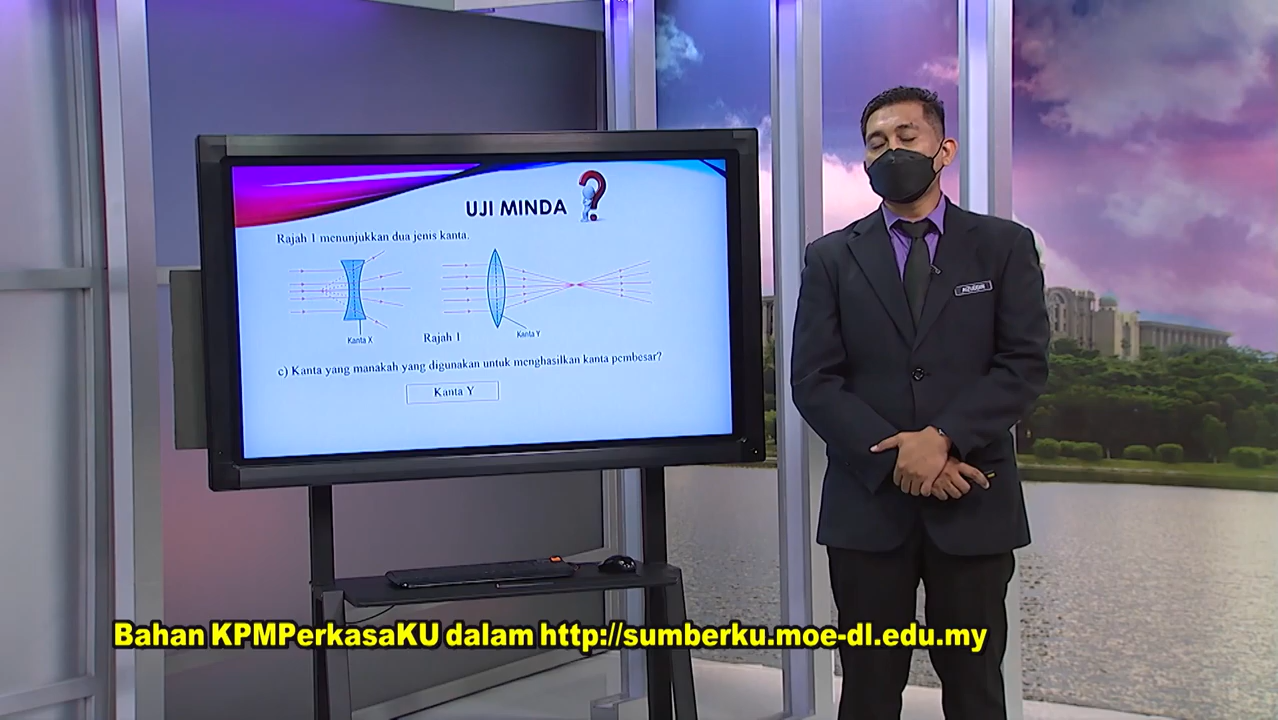 UJI MINDA
Rajah 1 menunjukkan dua jenis kanta.
Kanta X
Rajah 1
Kanta Y
c) Kanta yang manakah yang digunakan untuk menghasilkan kanta pembesar?
Kanta Y
AIZUDDIN
Bahan KPMPerkasaKU dalam http://sumberku.moe-dl.edu.my